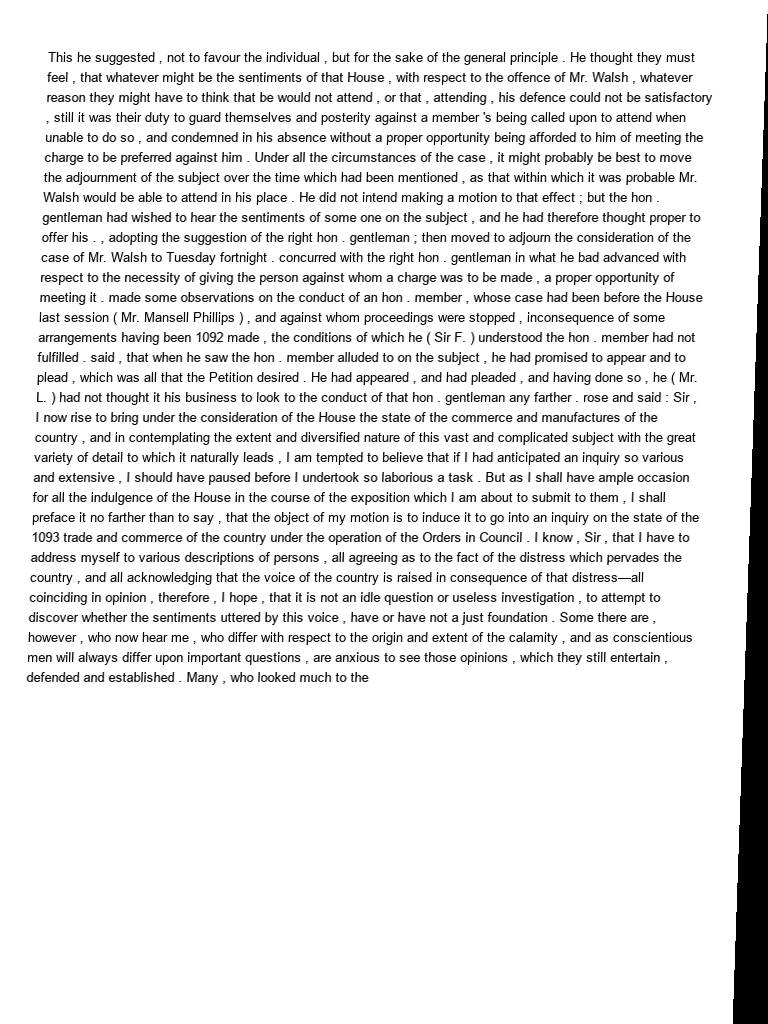 This he suggested , not to favour the individual , but for the sake of the general principle . He thought they must
feel , that whatever might be the sentiments of that House , with respect to the offence of Mr. Walsh , whatever
reason they might have to think that be would not attend , or that , attending , his defence could not be satisfactory
, still it was their duty to guard themselves and posterity against a member 's being called upon to attend when
unable to do so , and condemned in his absence without a proper opportunity being afforded to him of meeting the
charge to be preferred against him . Under all the circumstances of the case , it might probably be best to move
the adjournment of the subject over the time which had been mentioned , as that within which it was probable Mr.
Walsh would be able to attend in his place . He did not intend making a motion to that effect ; but the hon .
gentleman had wished to hear the sentiments of some one on the subject , and he had therefore thought proper to
offer his . , adopting the suggestion of the right hon . gentleman ; then moved to adjourn the consideration of the
case of Mr. Walsh to Tuesday fortnight . concurred with the right hon . gentleman in what he bad advanced with
respect to the necessity of giving the person against whom a charge was to be made , a proper opportunity of
meeting it . made some observations on the conduct of an hon . member , whose case had been before the House
last session ( Mr. Mansell Phillips ) , and against whom proceedings were stopped , inconsequence of some
arrangements having been 1092 made , the conditions of which he ( Sir F. ) understood the hon . member had not
fulfilled . said , that when he saw the hon . member alluded to on the subject , he had promised to appear and to
plead , which was all that the Petition desired . He had appeared , and had pleaded , and having done so , he ( Mr.
L. ) had not thought it his business to look to the conduct of that hon . gentleman any farther . rose and said : Sir ,
I now rise to bring under the consideration of the House the state of the commerce and manufactures of the
country , and in contemplating the extent and diversified nature of this vast and complicated subject with the great
variety of detail to which it naturally leads , I am tempted to believe that if I had anticipated an inquiry so various
and extensive , I should have paused before I undertook so laborious a task . But as I shall have ample occasion
for all the indulgence of the House in the course of the exposition which I am about to submit to them , I shall
preface it no farther than to say , that the object of my motion is to induce it to go into an inquiry on the state of the
1093 trade and commerce of the country under the operation of the Orders in Council . I know , Sir , that I have to
address myself to various descriptions of persons , all agreeing as to the fact of the distress which pervades the
country , and all acknowledging that the voice of the country is raised in consequence of that distress—all
coinciding in opinion , therefore , I hope , that it is not an idle question or useless investigation , to attempt to
discover whether the sentiments uttered by this voice , have or have not a just foundation . Some there are ,
however , who now hear me , who differ with respect to the origin and extent of the calamity , and as conscientious
men will always differ upon important questions , are anxious to see those opinions , which they still entertain ,
defended and established . Many , who looked much to the